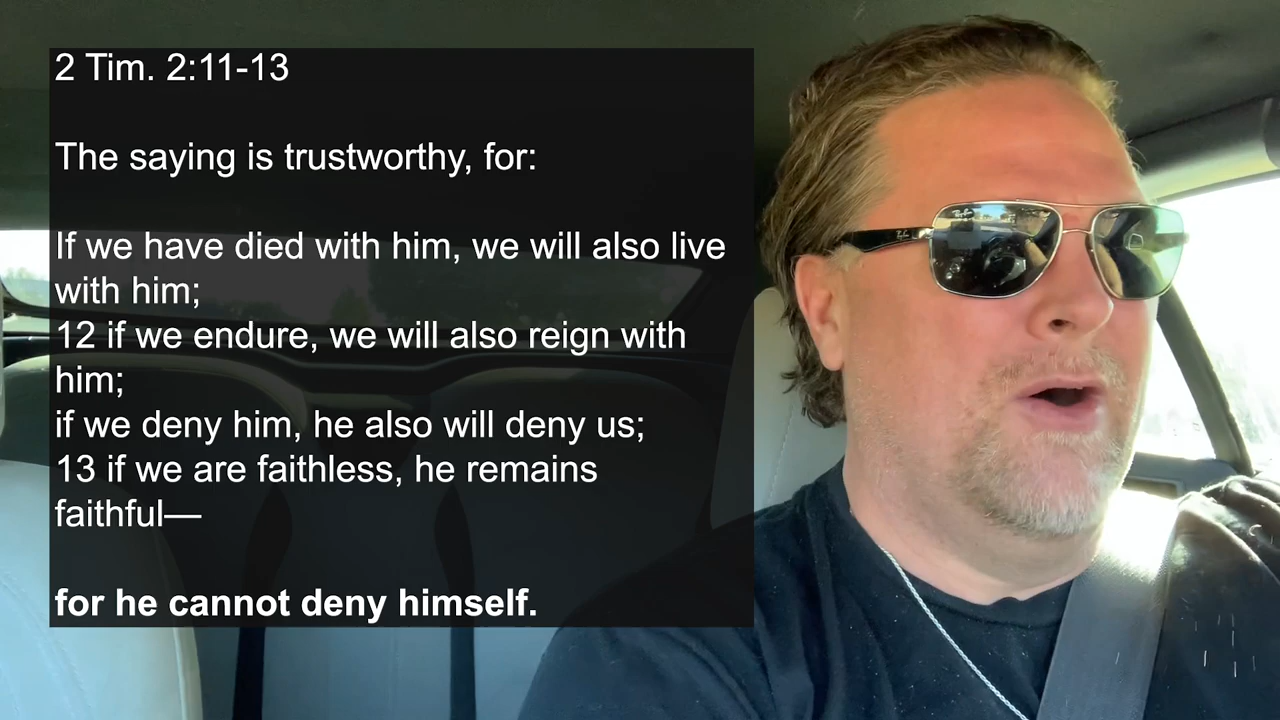 2 Tim. 2:11-13
The saying is trustworthy, for:
If we have died with him, we will also live
with him;
12 if we endure, we will also reign with
him;
if we deny him, he also will deny us;
13 if we are faithless, he remains
faithful—
for he cannot deny himself.
Ray-Ban